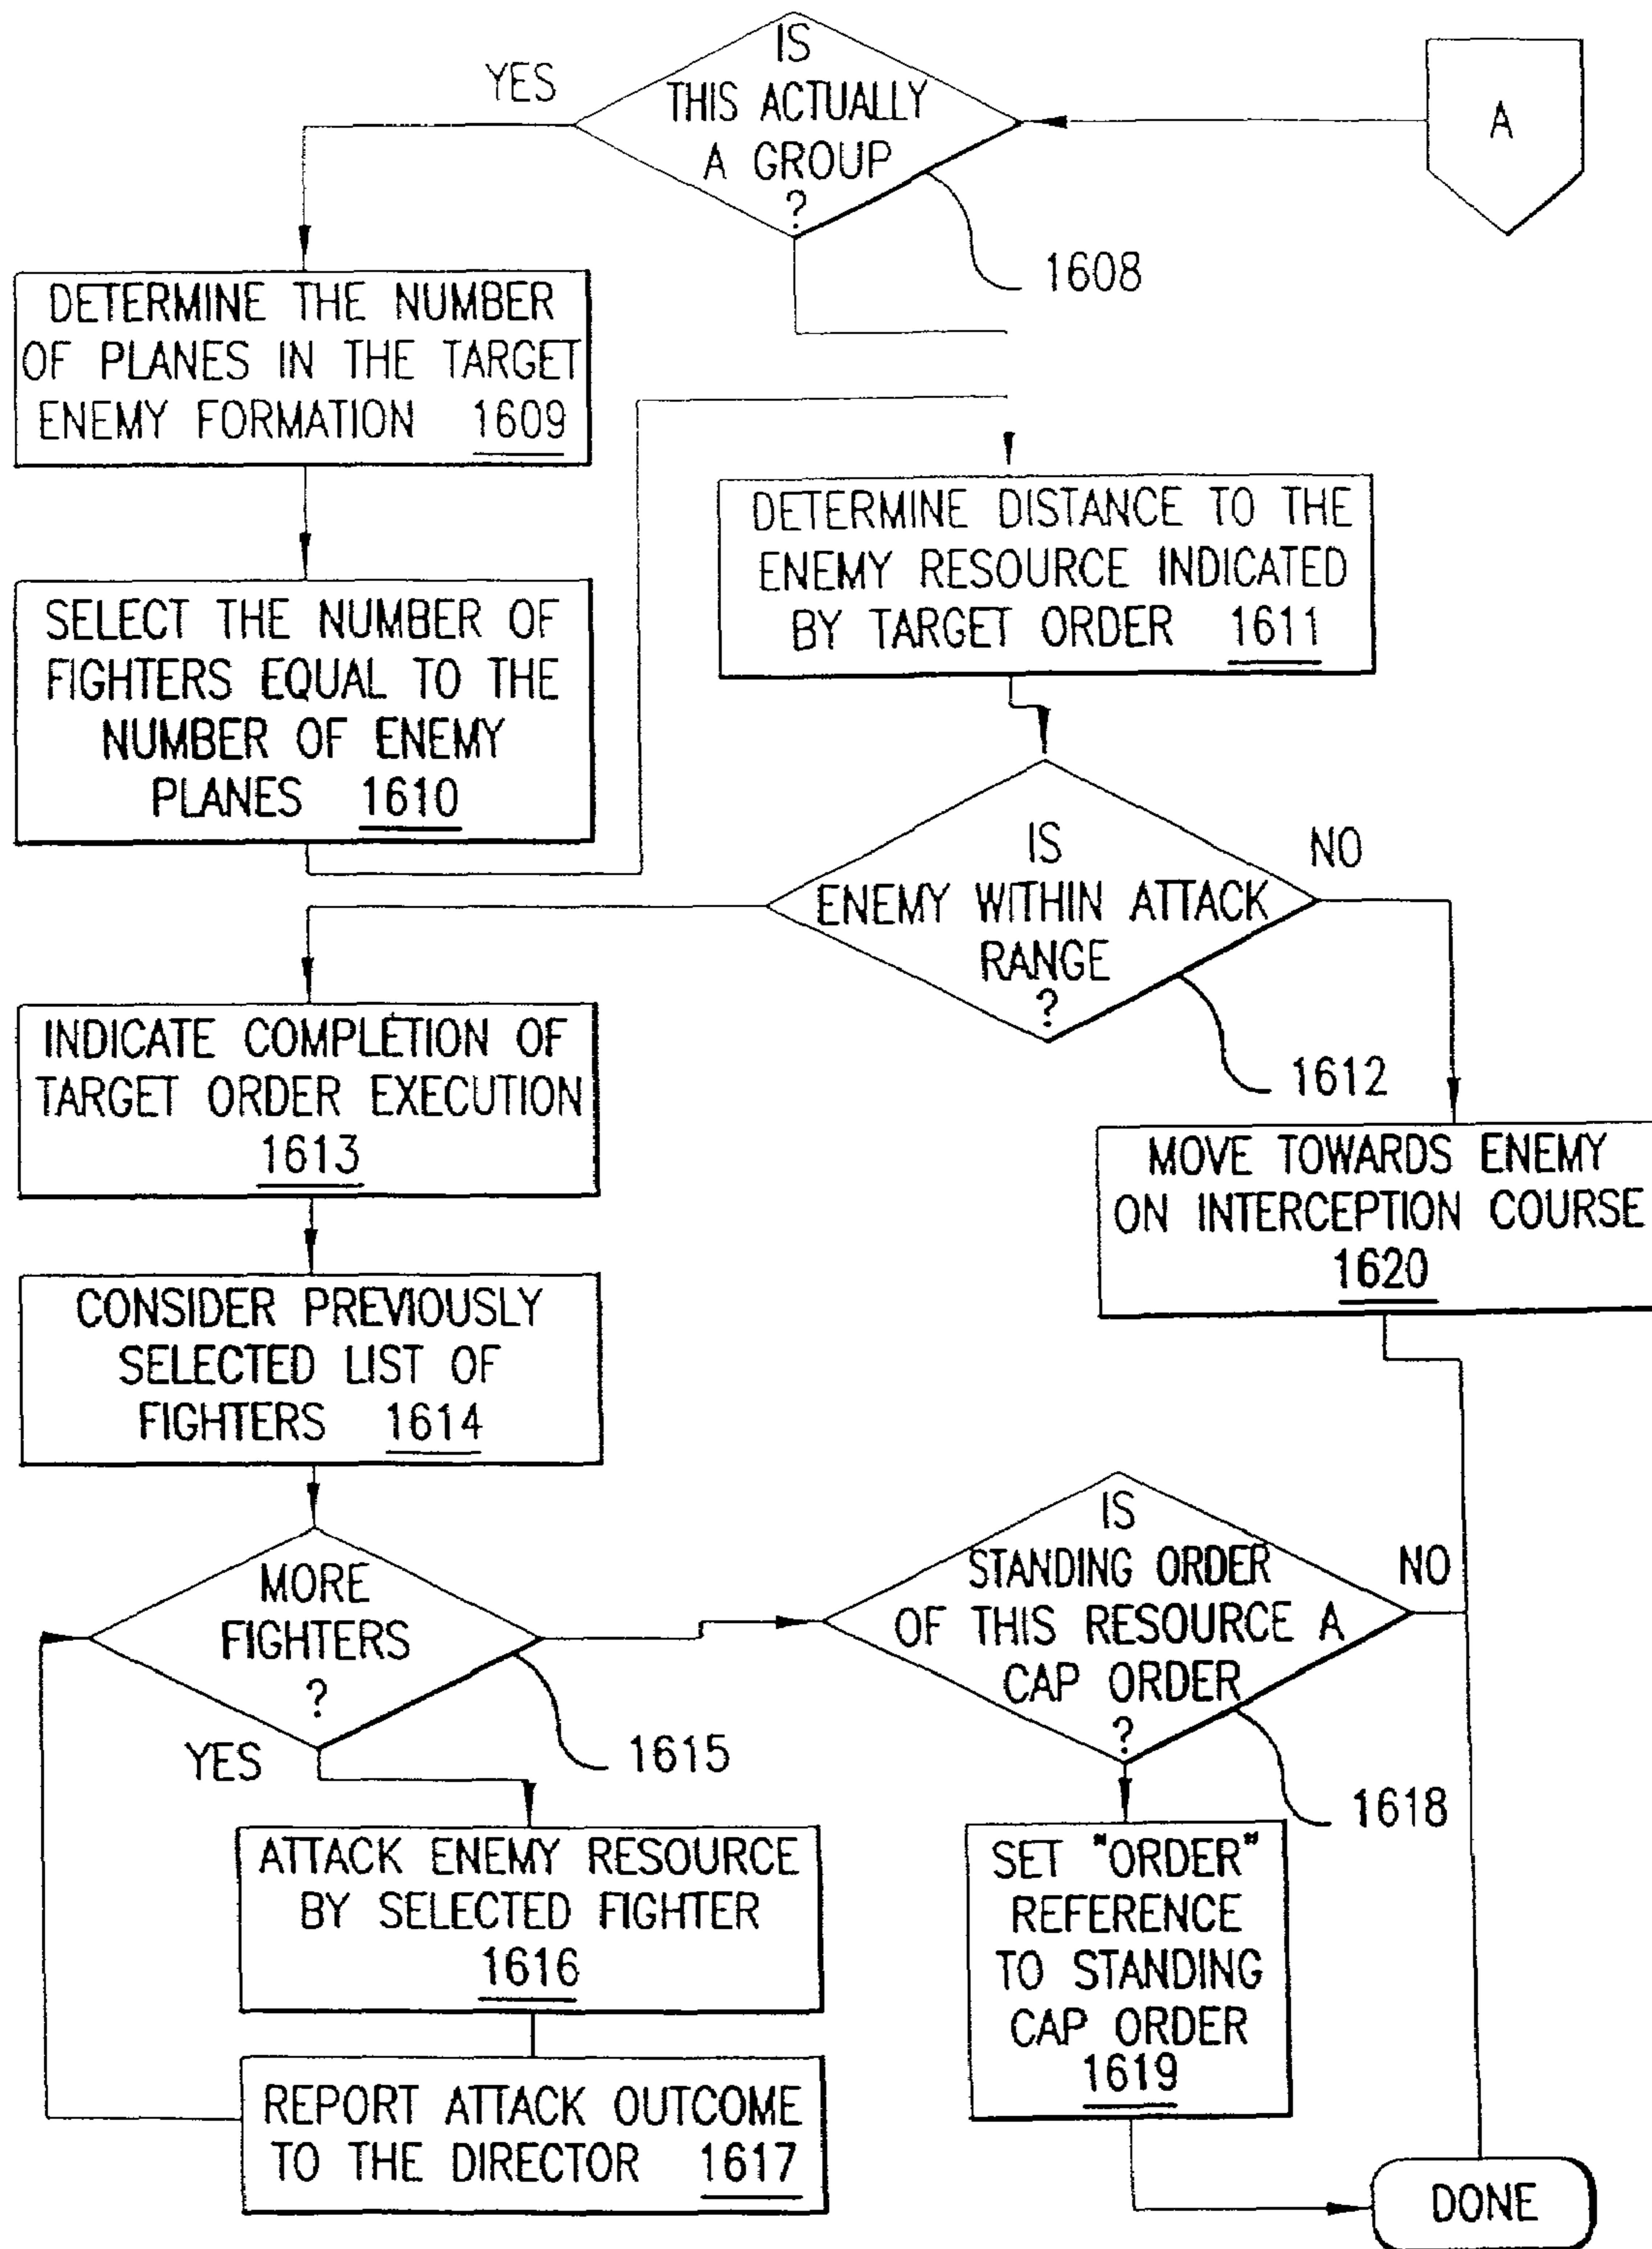 IS
THIS ACTUALLY
A GROUP
?
YES
A
1608
DETERMINE THE NUMBER
OF PLANES IN THE TARGET
ENEMY FORMATION 1609
SELECT THE NUMBER OF
FIGHTERS EQUAL TO THE
NUMBER OF ENEMY
PLANES 1610
DETERMINE DISTANCE TO THE
ENEMY RESOURCE INDICATED
BY TARGET ORDER 1611
IS
ENEMY WITHIN ATTACK
RANGE
?
NO
1612
INDICATE COMPLETION OF
TARGET ORDER EXECUTION
1613
MOVE TOWARDS ENEMY
ON INTERCEPTION COURSE
1620
CONSIDER PREVIOUSLY
SELECTED LIST OF
FIGHTERS 1614
MORE
FIGHTERS
?
YES
1615
IS
STANDING ORDER
OF THIS RESOURCE A
CAP ORDER
?
NO
1618
ATTACK ENEMY RESOURCE
BY SELECTED FIGHTER
1616
REPORT ATTACK OUTCOME
TO THE DIRECTOR 1617
SET "ORDER"
REFERENCE
TO STANDING
CAP ORDER
1619
DONE